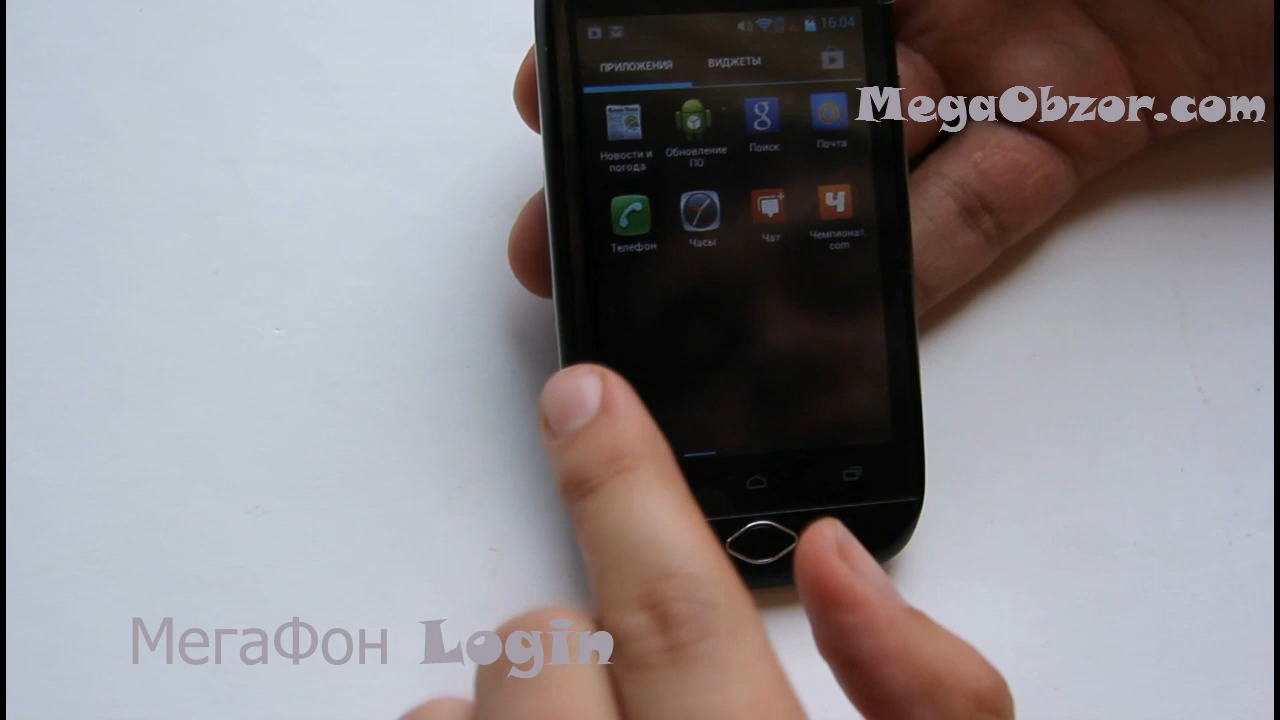 16:04
ПРИЛОЖЕНИЯ ВИДЖЕТЫ
MegaObzor.com
Новости и погода
Обновление ПО
Поиск
Почта
Телефон
Часы
Чат
Чемпионат.com
МегаФон Login